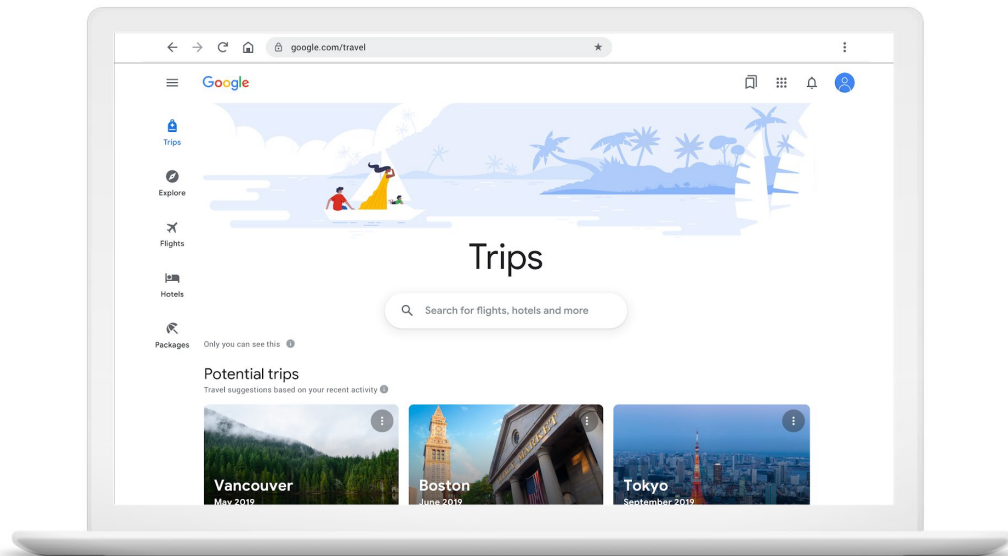 google.com/travel
Google
Trips
Explore
Flights
Hotels
Packages
Trips
Search for flights, hotels and more
Only you can see this
Potential trips
Travel suggestions based on your recent activity
Vancouver
May 2019
Boston
June 2019
Tokyo
September 2019